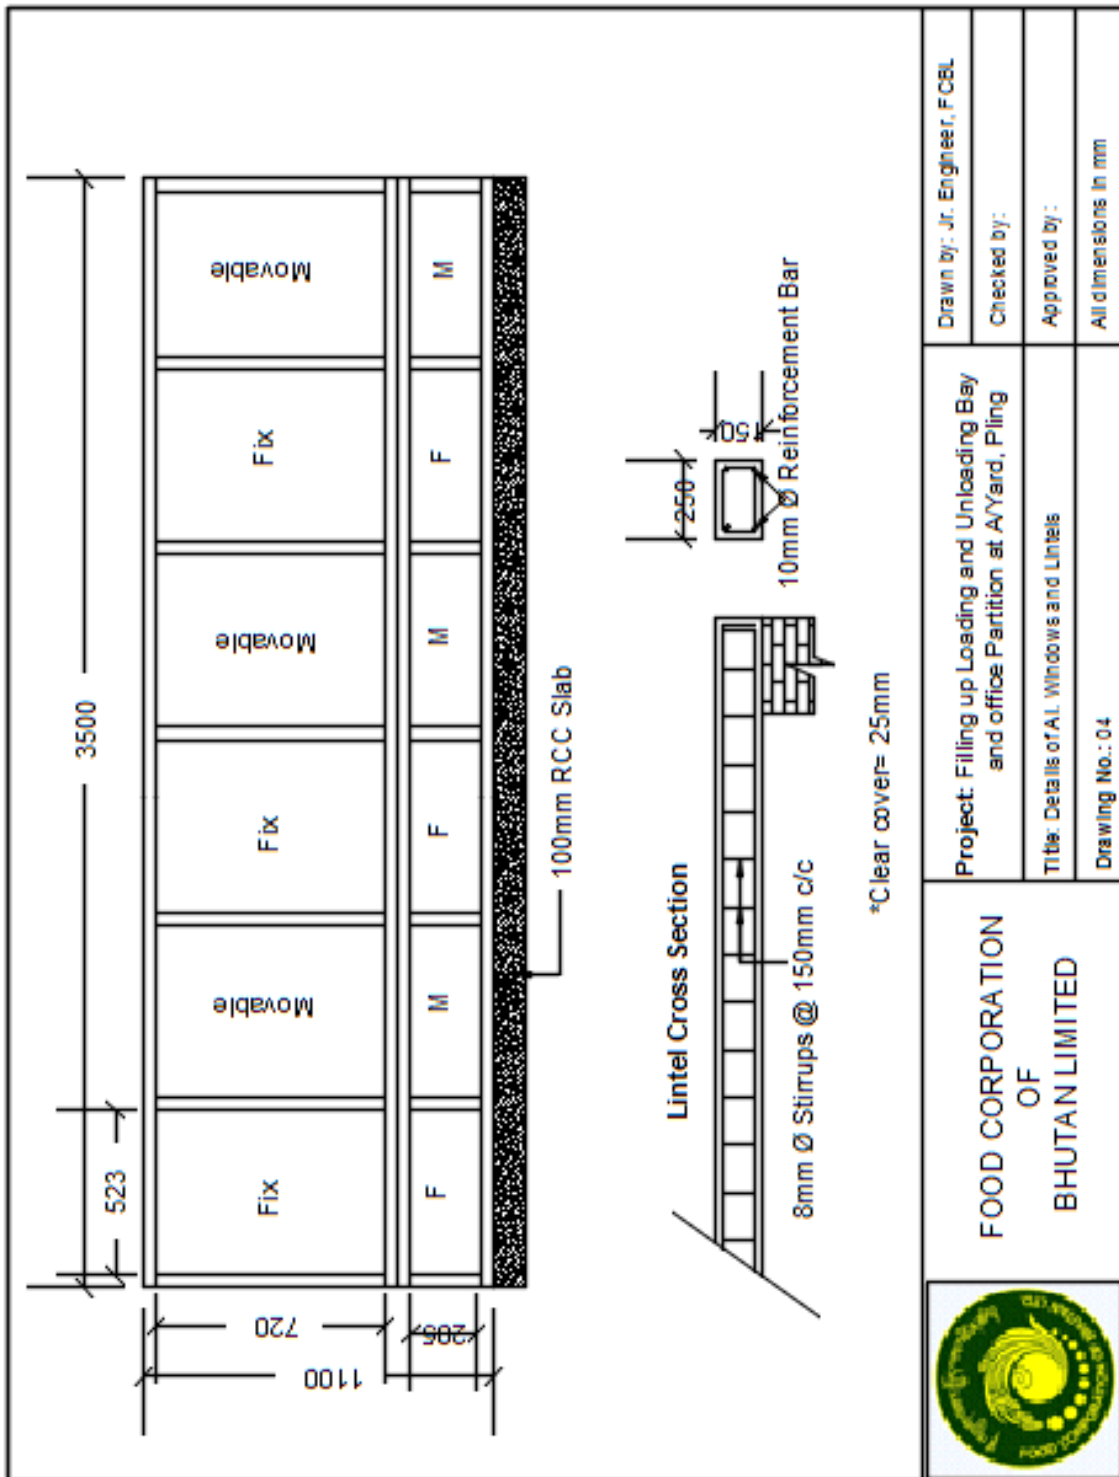 3500
523
Fix
Movable
Fix
Movable
Fix
Movable
720
1100
F
M
F
M
F
M
100mm RCC Slab
Lintel Cross Section
250
150
10mm Ø Reinforcement Bar
8mm Ø Stirrups @ 150mm c/c
*Clear cover= 25mm
FOOD CORPORATION
OF
BHUTAN LIMITED
Project: Filling up Loading and Unloading Bay
and office Partition at A/Yard, Pling
Title: Details of AL Windows and Lintels
Drawing No.: 04
Drawn by: Jr. Engineer, FCBL
Checked by:
Approved by:
All dimensions in mm